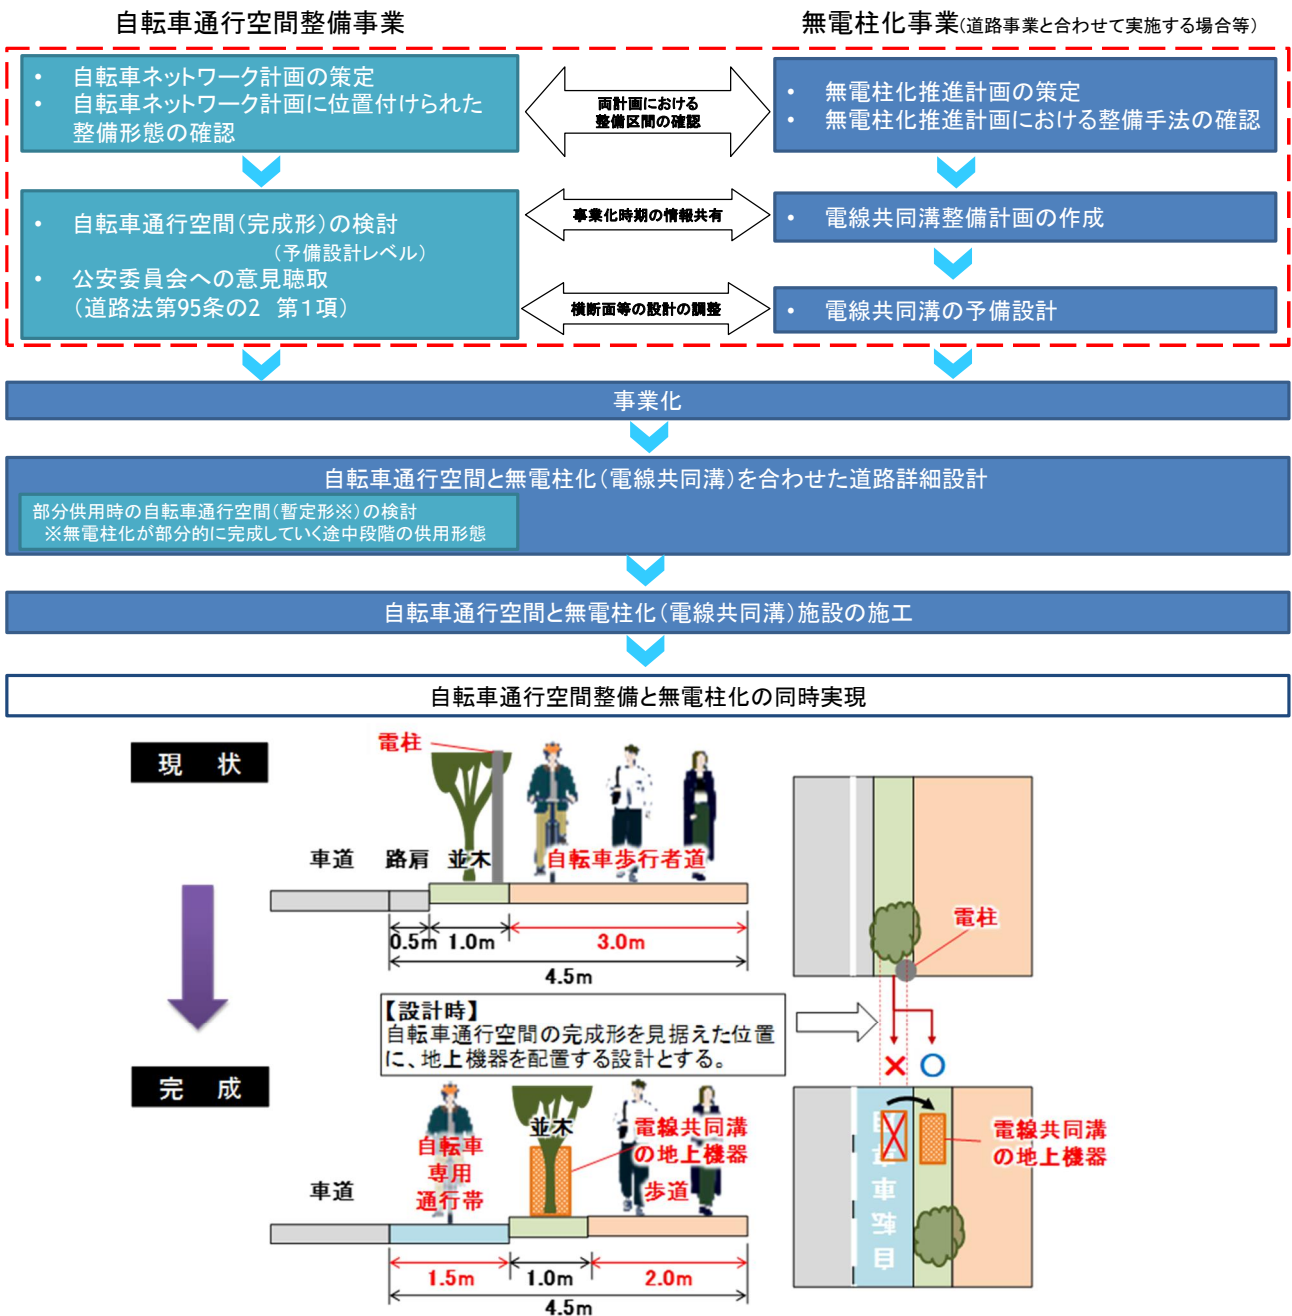 自転車通行空間整備事業
無電柱化事業(道路事業と合わせて実施する場合等)
• 自転車ネットワーク計画の策定
• 自転車ネットワーク計画に位置付けられた
整備形態の確認
両計画における
整備区間の確認
• 無電柱化推進計画の策定
• 無電柱化推進計画における整備手法の確認
• 自転車通行空間(完成形)の検討
(予備設計レベル)
• 公安委員会への意見聴取
(道路法第95条の2 第1項)
事業化時期の情報共有
• 電線共同溝整備計画の作成
横断面等の設計の調整
• 電線共同溝の予備設計
事業化
自転車通行空間と無電柱化(電線共同溝)を合わせた道路詳細設計
部分供用時の自転車通行空間(暫定形※)の検討
※無電柱化が部分的に完成していく途中段階の供用形態
自転車通行空間と無電柱化(電線共同溝)施設の施工
自転車通行空間整備と無電柱化の同時実現
現 状
電柱
車道
路肩
並木
自転車歩行者道
0.5m
1.0m
3.0m
4.5m
電柱
【設計時】
自転車通行空間の完成形を見据えた位置
に、地上機器を配置する設計とする。
×
○
完 成
車道
自転車
専用
通行帯
並木
電線共同溝
の地上機器
歩道
1.5m
1.0m
2.0m
4.5m
自転車専用
電線共同溝
の地上機器